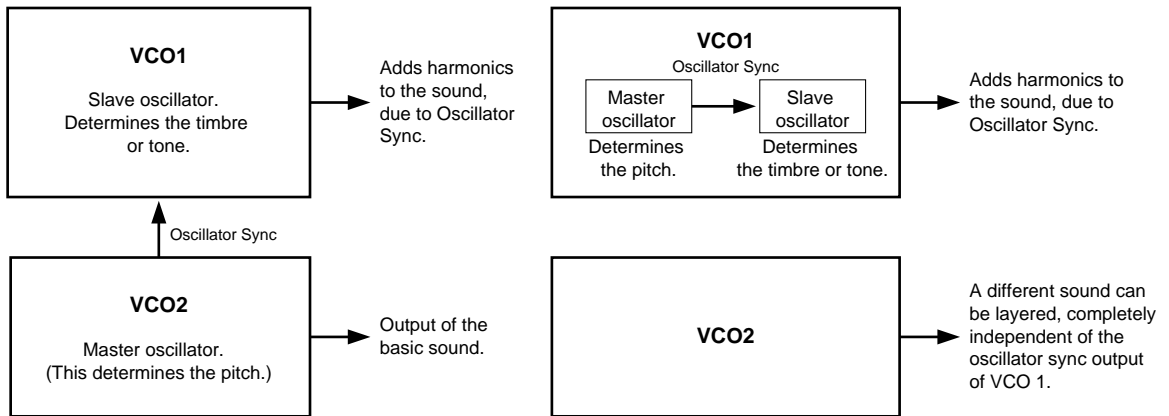 VCO1
Slave oscillator.
Determines the timbre
or tone.
Adds harmonics
to the sound,
due to Oscillator
Sync.
Oscillator Sync
VCO2
Master oscillator.
(This determines the pitch.)
Output of the
basic sound.
VCO1
Oscillator Sync
Master
oscillator
Slave
oscillator
Determines
the pitch.
Determines
the timbre or tone.
Adds harmonics to
the sound, due to
Oscillator Sync.
VCO2
A different sound can
be layered, completely
independent of the
oscillator sync output
of VCO 1.